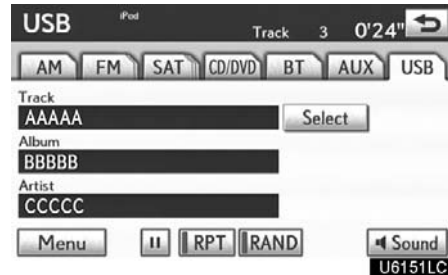 USB iPod Track 3 0'24"
AM FM SAT CD/DVD BT AUX USB
Track
AAAAA Select
Album
BBBBB
Artist
CCCCC
Menu RPT RAND Sound
U6151LC